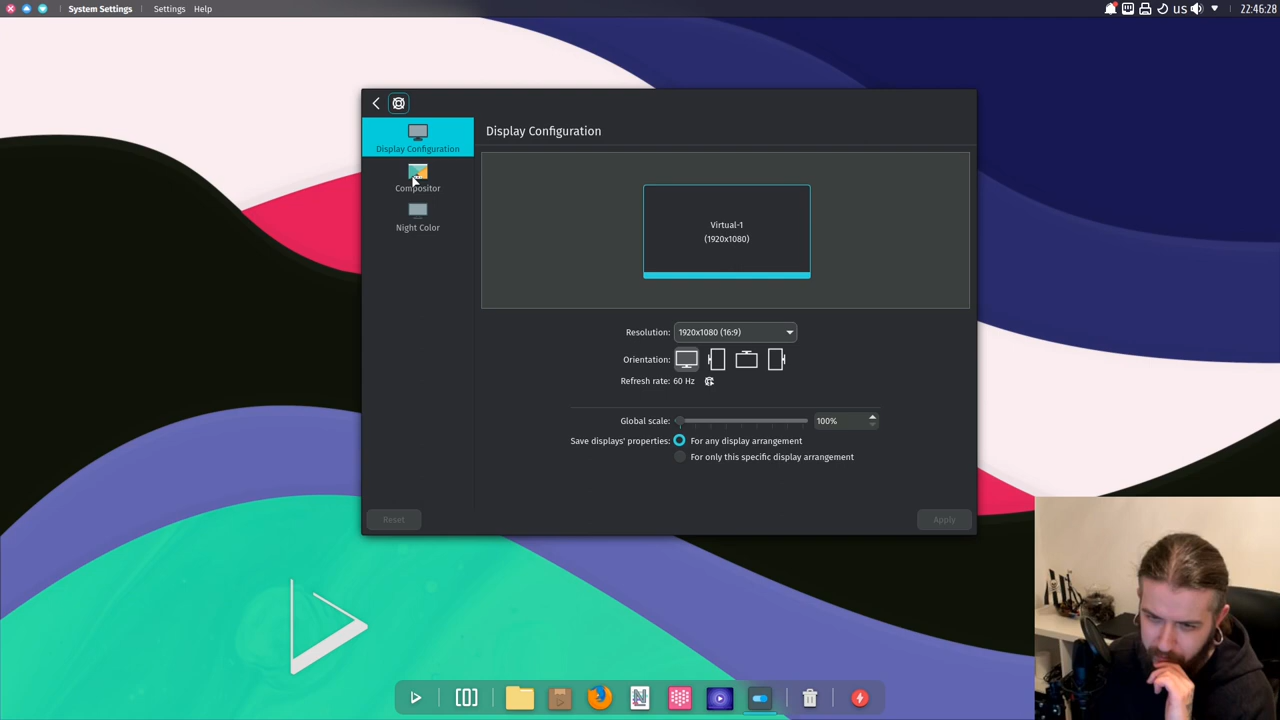 System Settings Settings Help us 22:46:28
Display Configuration
Display Configuration
Compositor
Night Color
Virtual-1
(1920x1080)
Resolution: 1920x1080 (16:9)
Orientation:
Refresh rate: 60 Hz
Global scale: 100%
Save displays' properties: For any display arrangement
For only this specific display arrangement
Reset Apply